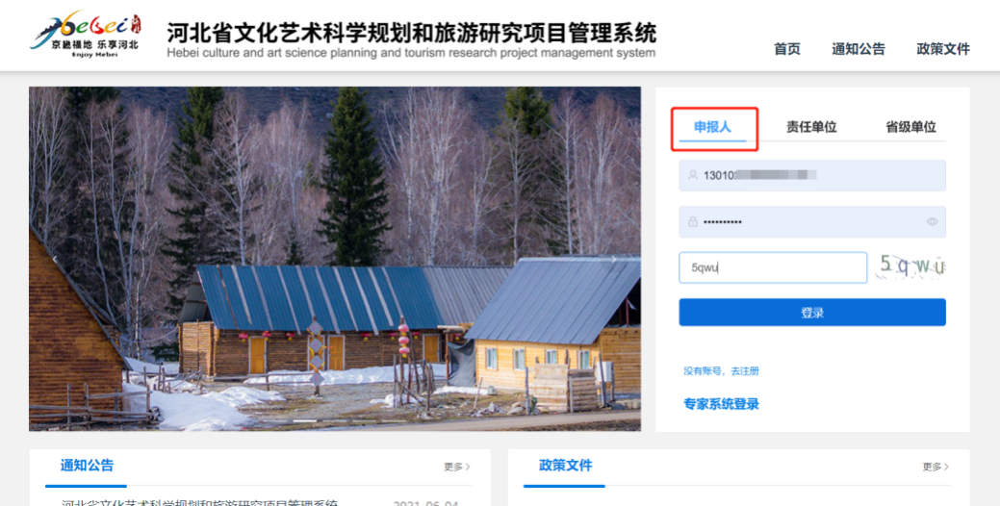 Hebei
京畿福地 乐享河北
Enjoy Hebei
河北省文化艺术科学规划和旅游研究项目管理系统
Hebei culture and art science planning and tourism research project management system
首页 通知公告 政策文件
申报人 责任单位 省级单位
13010
••••••••••
5qwu
5qwu
登录
没有账号，去注册
专家系统登录
通知公告 更多 >
政策文件 更多 >
河北省文化艺术科学规划和旅游研究项目管理系统 2021-06-04